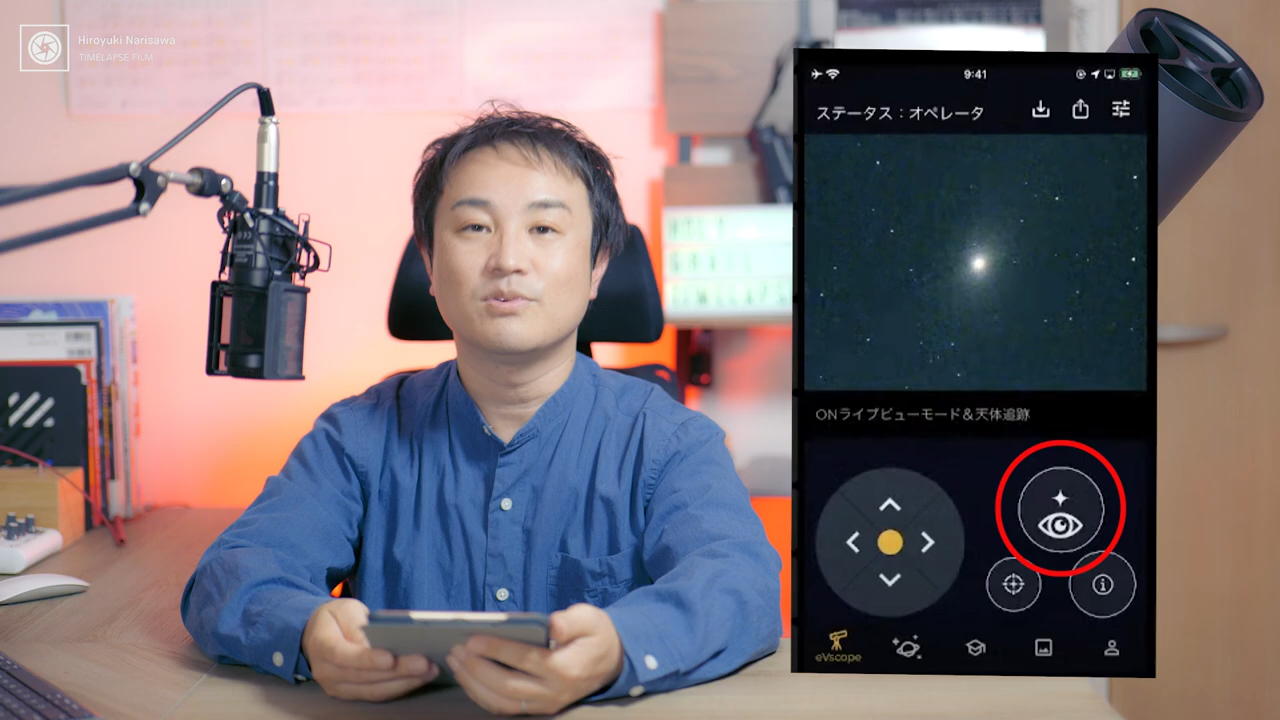 Hiroyuki Narisawa
TIMELAPSE FILM
9:41
ステータス：オペレータ
ONライブビューモード＆天体追跡
eVscope